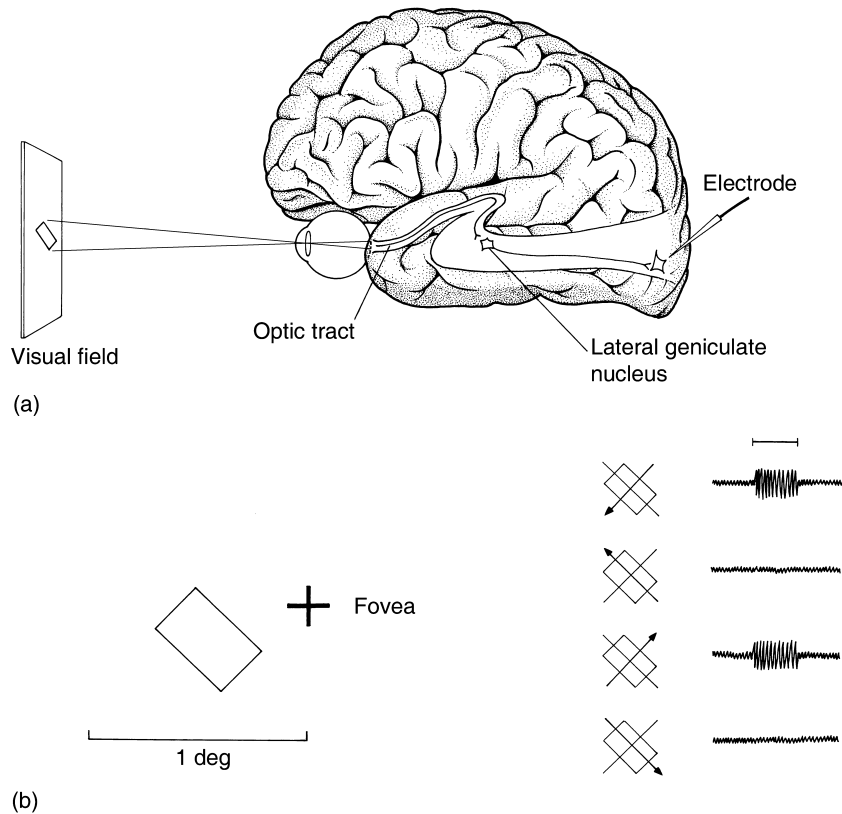 Electrode
Optic tract
Visual field
Lateral geniculate
nucleus
(a)
Fovea
1 deg
(b)